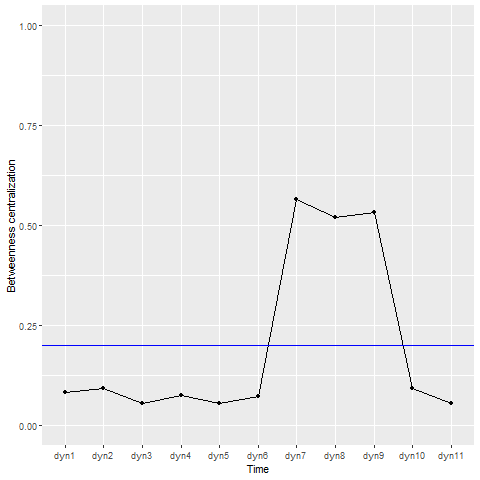 Betweenness centralization
1.00
0.75
0.50
0.25
0.00
dyn1 dyn2 dyn3 dyn4 dyn5 dyn6 dyn7 dyn8 dyn9 dyn10 dyn11
Time